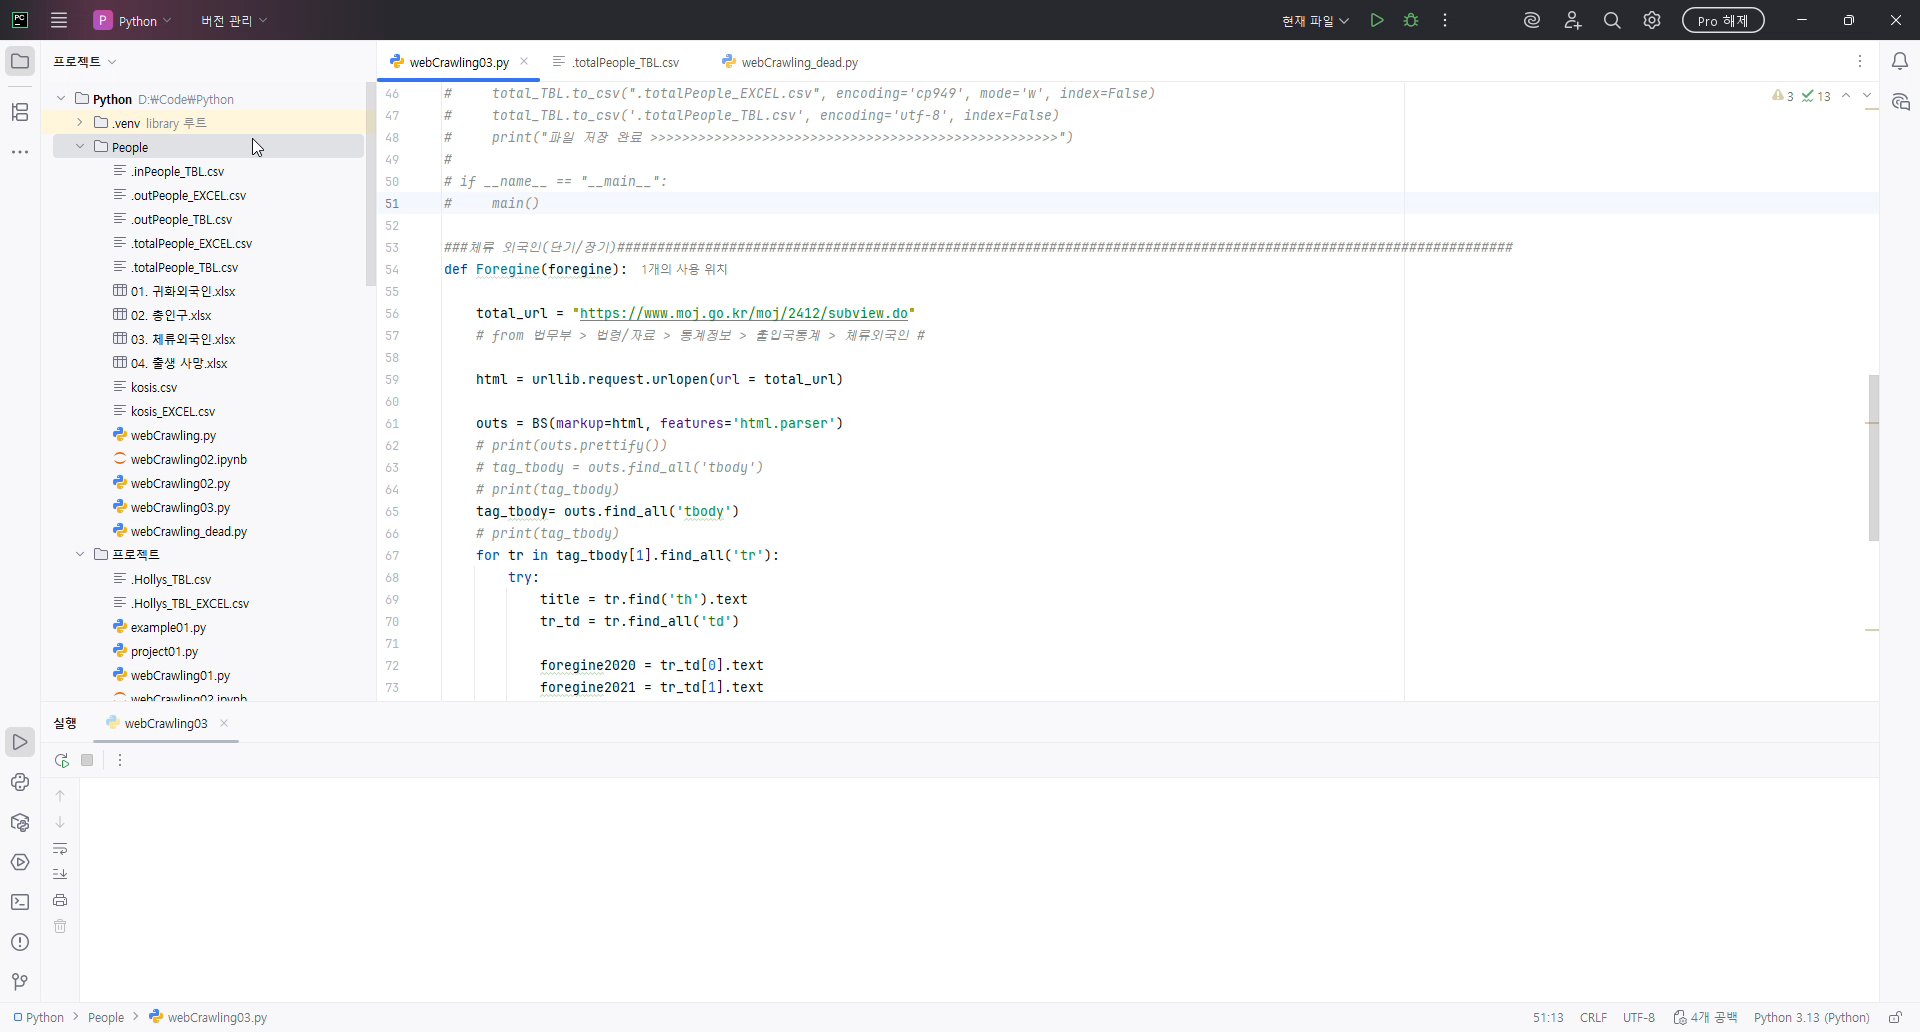 PC
P Python
버전 관리
현재 파일
Pro 해제
프로젝트
webCrawling03.py
.totalPeople_TBL.csv
webCrawling_dead.py
Python D:₩Code₩Python
.venv library 루트
People
.inPeople_TBL.csv
.outPeople_EXCEL.csv
.outPeople_TBL.csv
.totalPeople_EXCEL.csv
.totalPeople_TBL.csv
01. 귀화외국인.xlsx
02. 총인구.xlsx
03. 체류외국인.xlsx
04. 출생 사망.xlsx
kosis.csv
kosis_EXCEL.csv
webCrawling.py
webCrawling02.ipynb
webCrawling02.py
webCrawling03.py
webCrawling_dead.py
프로젝트
.Hollys_TBL.csv
.Hollys_TBL_EXCEL.csv
example01.py
project01.py
webCrawling01.py
webCrawling02.ipynb
3 13
46 #     total_TBL.to_csv(".totalPeople_EXCEL.csv", encoding='cp949', mode='w', index=False)
47 #     total_TBL.to_csv('.totalPeople_TBL.csv', encoding='utf-8', index=False)
48 #     print("파일 저장 완료 >>>>>>>>>>>>>>>>>>>>>>>>>>>>>>>>>>>>>>>>>>>>>>>>>>>")
49 #
50 # if __name__ == "__main__":
51 #     main()
52
53 ###체류 외국인(단기/장기)################################################################################################################
54 def Foregine(foregine): 1개의 사용 위치
55
56     total_url = "https://www.moj.go.kr/moj/2412/subview.do"
57     # from 법무부 > 법령/자료 > 통계정보 > 출입국통계 > 체류외국인 #
58
59     html = urllib.request.urlopen(url = total_url)
60
61     outs = BS(markup=html, features='html.parser')
62     # print(outs.prettify())
63     # tag_tbody = outs.find_all('tbody')
64     # print(tag_tbody)
65     tag_tbody= outs.find_all('tbody')
66     # print(tag_tbody)
67     for tr in tag_tbody[1].find_all('tr'):
68         try:
69             title = tr.find('th').text
70             tr_td = tr.find_all('td')
71
72             foregine2020 = tr_td[0].text
73             foregine2021 = tr_td[1].text
실행
webCrawling03
Python > People > webCrawling03.py
51:13 CRLF UTF-8 4개 공백 Python 3.13 (Python)